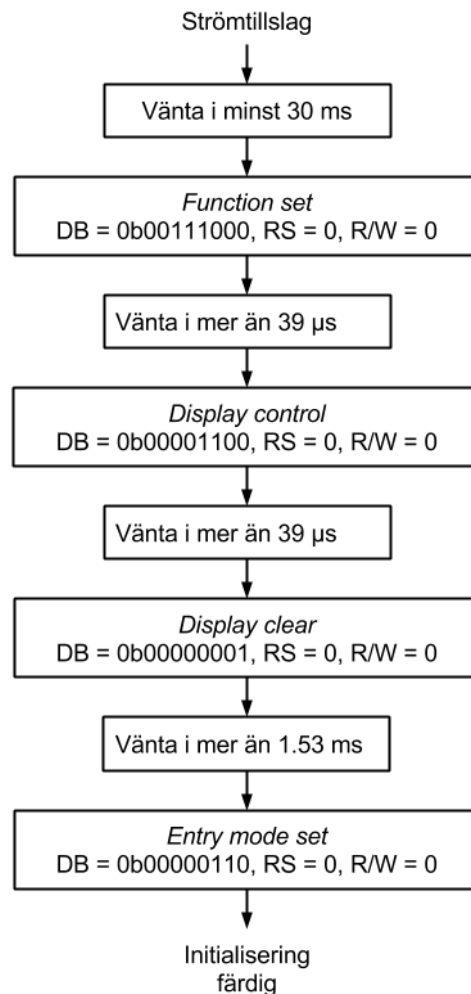 Strömtillslag
Vänta i minst 30 ms
Function set
DB = 0b00111000, RS = 0, R/W = 0
Vänta i mer än 39 µs
Display control
DB = 0b00001100, RS = 0, R/W = 0
Vänta i mer än 39 µs
Display clear
DB = 0b00000001, RS = 0, R/W = 0
Vänta i mer än 1.53 ms
Entry mode set
DB = 0b00000110, RS = 0, R/W = 0
Initialisering
färdig